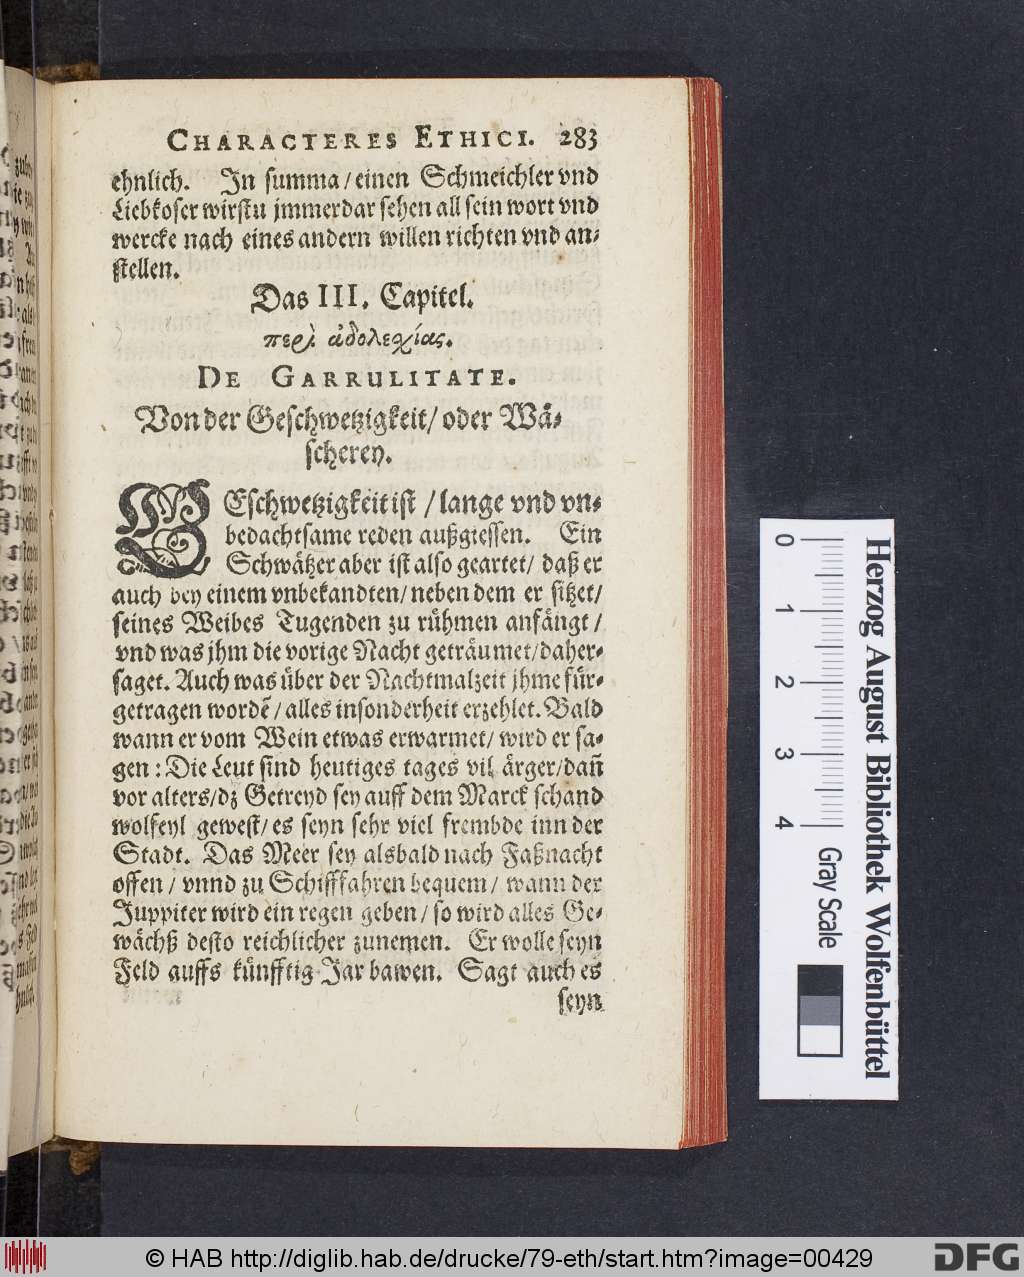 CHARACTERES ETHICI. 283
ehnlich. In summa / einen Schmeichler vnd
Liebkoser wirstu jmmerdar sehen all sein wort vnd
wercke nach eines andern willen richten vnd an-
stellen.
Das III. Capitel.
περὶ ἀδολεχίας.
DE GARRULITATE.
Von der Geschwetzigkeit / oder Wä-
scherey.
GEschwetzigkeit ist / lange vnd vn-
bedachtsame reden außgiessen. Ein
Schwätzer aber ist also geartet / daß er
auch bey einem vnbekandten / neben dem er sitzet /
seines Weibes Tugenden zu rühmen anfängt /
vnd was jhm die vorige Nacht geträumet / daher-
saget. Auch was über der Nachtmalzeit jhme für-
getragen wordẽ / alles insonderheit erzehlet. Bald
wann er vom Wein etwas erwarmet / wird er sa-
gen : Die Leut sind heutiges tages vil ärger / dañ
vor alters / dz Getreyd sey auff dem Marck schand
wolfeyl gewest / es seyn sehr viel frembde inn der
Stadt. Das Meer sey alsbald nach Faßnacht
offen / vnnd zu Schifffahren bequem / wann der
Juppiter wird ein regen geben / so wird alles Ge-
wächß desto reichlicher zunemen. Er wolle seyn
Feld auffs künfftig Jar bawen. Sagt auch es
seyn
0 1 2 3 4
Gray Scale
Herzog August Bibliothek Wolfenbüttel
© HAB http://diglib.hab.de/drucke/79-eth/start.htm?image=00429
DFG